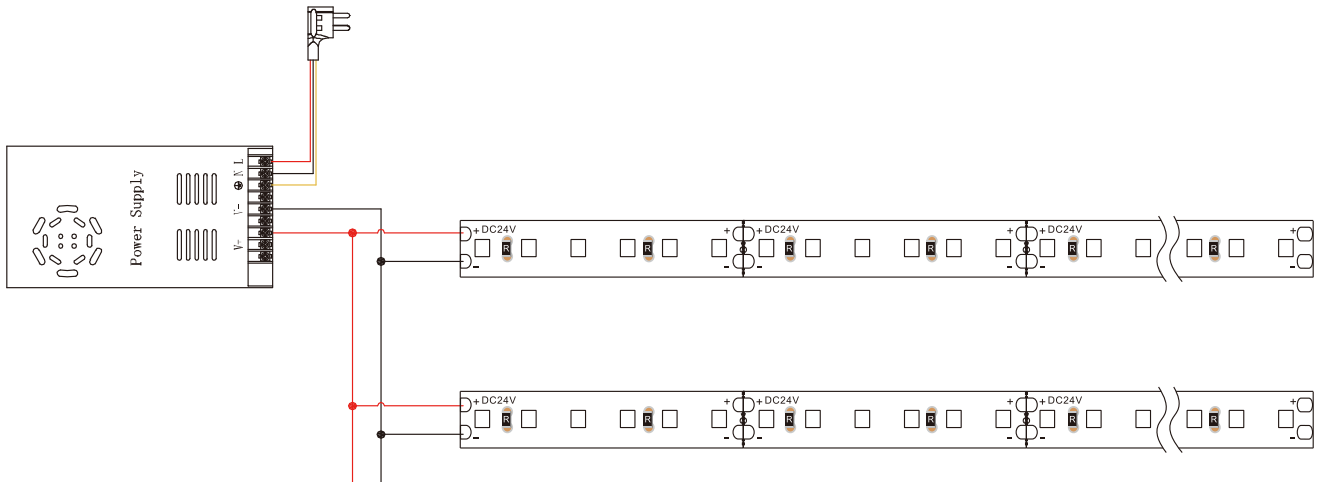 Power Supply
L
N
V-
V-
+ DC24V + + DC24V + + DC24V +
R R R R R R
- - - - - -
+ DC24V + + DC24V + + DC24V +
R R R R R R
- - - - - -